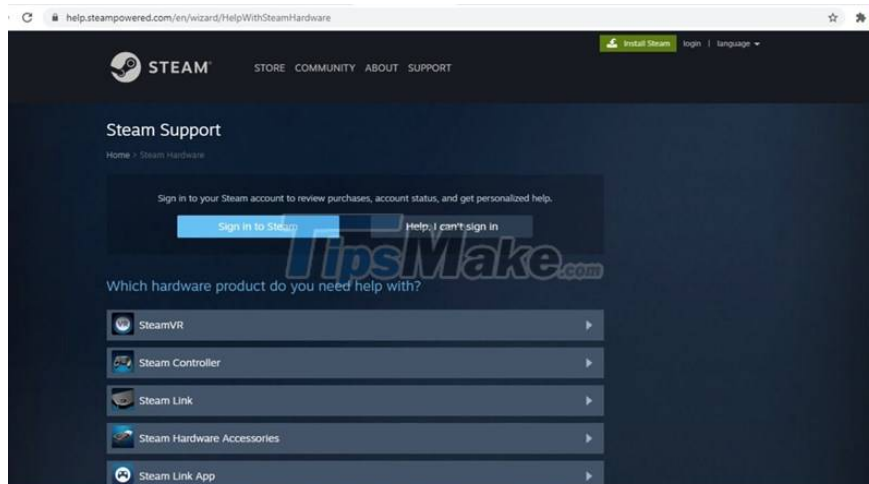 help.steampowered.com/en/wizard/HelpWithSteamHardware
Install Steam login | language
STEAM® STORE COMMUNITY ABOUT SUPPORT
Steam Support
Home > Steam Hardware
Sign in to your Steam account to review purchases, account status, and get personalized help.
Sign in to Steam Help, I can't sign in
TipsMake.com
Which hardware product do you need help with?
SteamVR
Steam Controller
Steam Link
Steam Hardware Accessories
Steam Link App